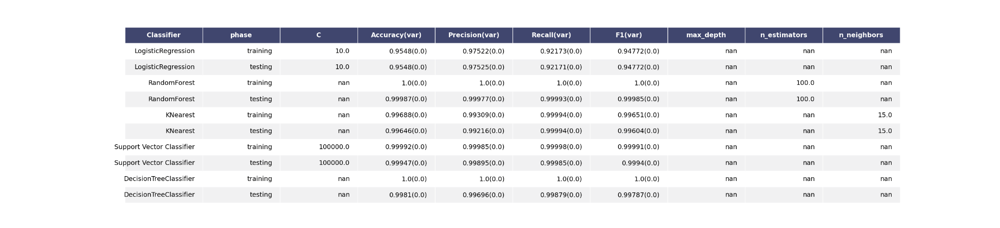 Classifier phase C Accuracy(var) Precision(var) Recall(var) F1(var) max_depth n_estimators n_neighbors
LogisticRegression training 10.0 0.9548(0.0) 0.97522(0.0) 0.92173(0.0) 0.94772(0.0) nan nan nan
LogisticRegression testing 10.0 0.9548(0.0) 0.97525(0.0) 0.92171(0.0) 0.94772(0.0) nan nan nan
RandomForest training nan 1.0(0.0) 1.0(0.0) 1.0(0.0) 1.0(0.0) nan 100.0 nan
RandomForest testing nan 0.99987(0.0) 0.99977(0.0) 0.99993(0.0) 0.99985(0.0) nan 100.0 nan
KNearest training nan 0.99688(0.0) 0.99309(0.0) 0.99994(0.0) 0.99651(0.0) nan nan 15.0
KNearest testing nan 0.99646(0.0) 0.99216(0.0) 0.99994(0.0) 0.99604(0.0) nan nan 15.0
Support Vector Classifier training 100000.0 0.99992(0.0) 0.99985(0.0) 0.99998(0.0) 0.99991(0.0) nan nan nan
Support Vector Classifier testing 100000.0 0.99947(0.0) 0.99895(0.0) 0.99985(0.0) 0.9994(0.0) nan nan nan
DecisionTreeClassifier training nan 1.0(0.0) 1.0(0.0) 1.0(0.0) 1.0(0.0) nan nan nan
DecisionTreeClassifier testing nan 0.9981(0.0) 0.99696(0.0) 0.99879(0.0) 0.99787(0.0) nan nan nan